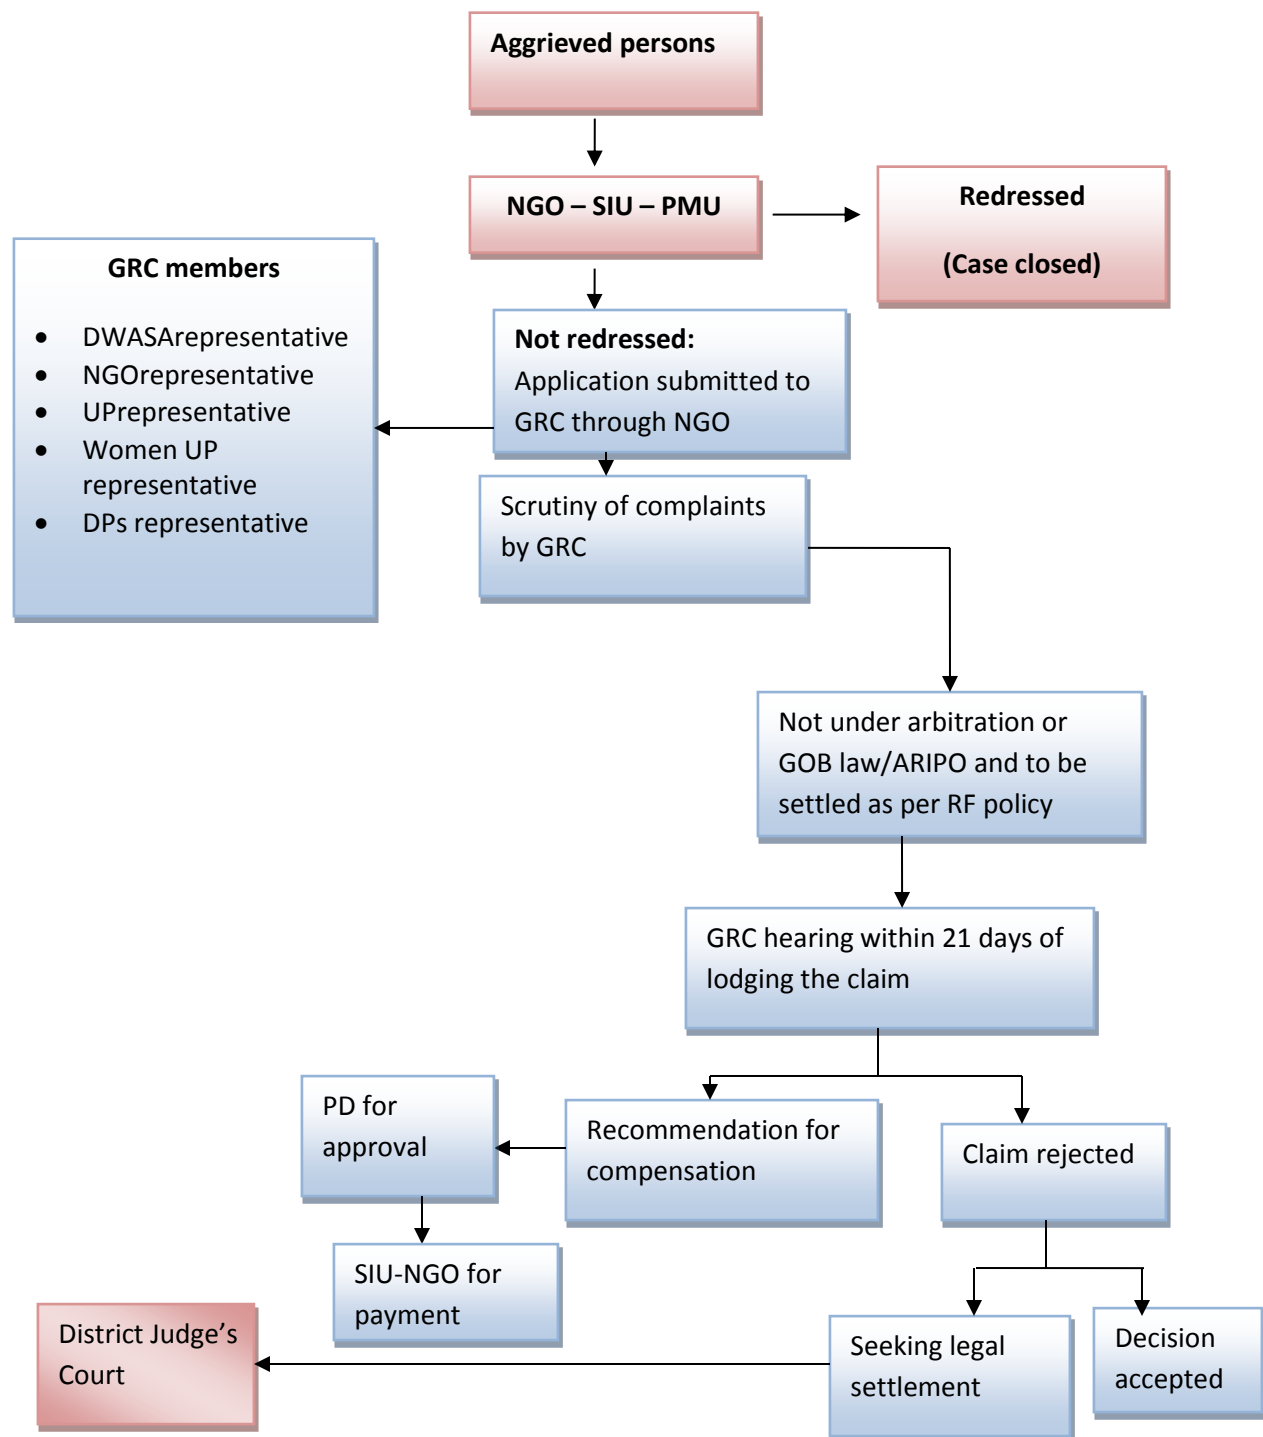 Aggrieved persons
NGO – SIU – PMU
Redressed
(Case closed)
GRC members
• DWASArepresentative
• NGOrepresentative
• UPrepresentative
• Women UP
representative
• DPs representative
Not redressed:
Application submitted to
GRC through NGO
Scrutiny of complaints
by GRC
Not under arbitration or
GOB law/ARIPO and to be
settled as per RF policy
GRC hearing within 21 days of
lodging the claim
PD for
approval
Recommendation for
compensation
Claim rejected
SIU-NGO for
payment
District Judge’s
Court
Seeking legal
settlement
Decision
accepted